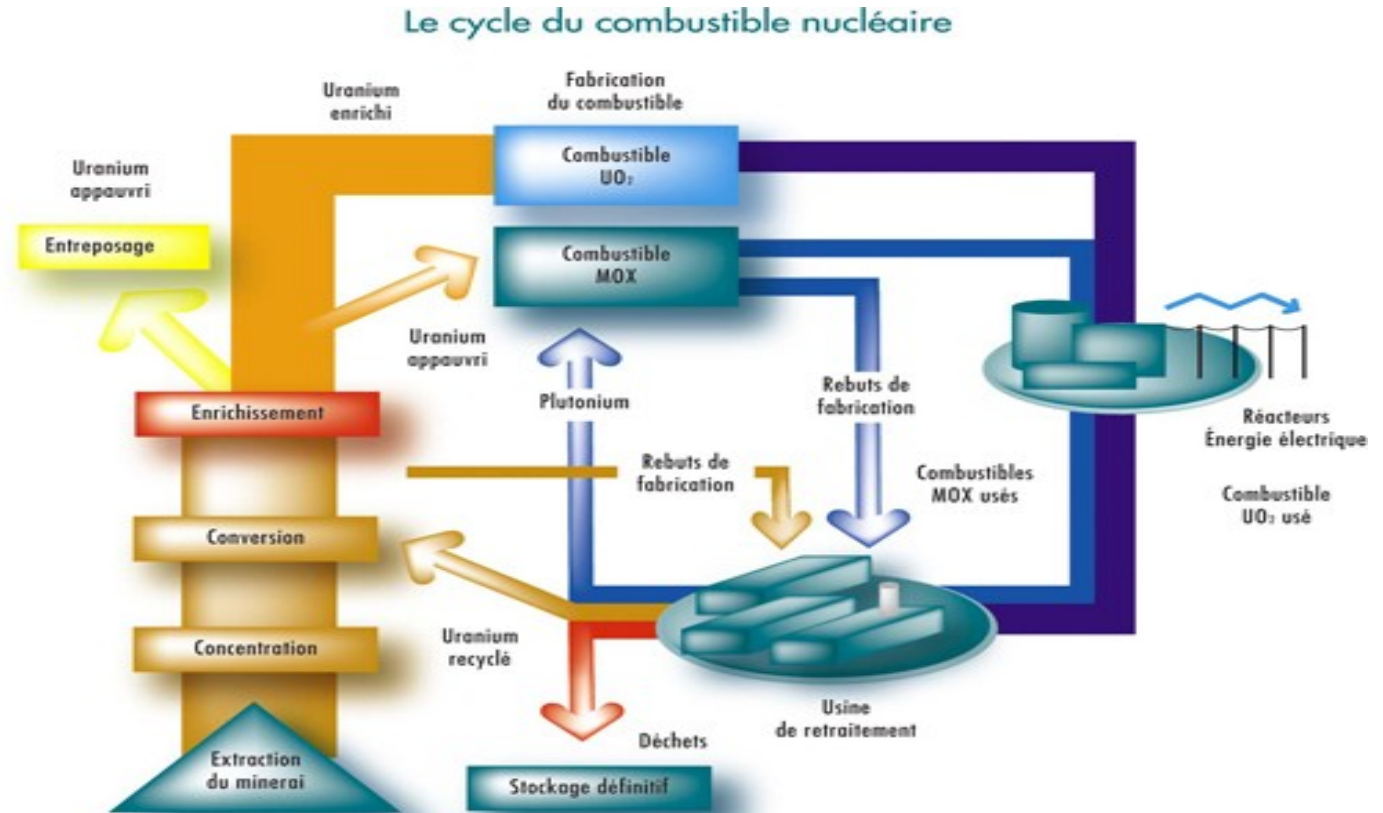 Le cycle du combustible nucléaire
Uranium
enrichi
Fabrication
du combustible
Uranium
appauvri
Combustible
UO₂
Entreposage
Combustible
MOX
Uranium
appauvri
Enrichissement
Plutonium
Rebuts de
fabrication
Réacteurs
Énergie électrique
Rebuts de
fabrication
Combustibles
MOX usés
Combustible
UO₂ usé
Conversion
Concentration
Uranium
recyclé
Usine
de retraitement
Déchets
Extraction
du minerai
Stockage définitif